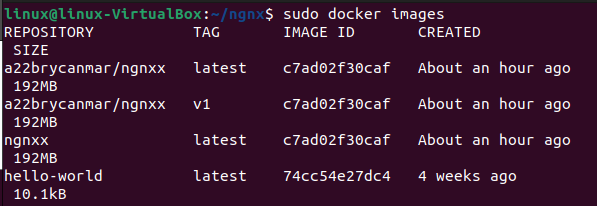 linux@linux-VirtualBox:~/ngnx$ sudo docker images
REPOSITORY TAG IMAGE ID CREATED
SIZE
a22brycanmar/ngnxx latest c7ad02f30caf About an hour ago
192MB
a22brycanmar/ngnxx v1 c7ad02f30caf About an hour ago
192MB
ngnxx latest c7ad02f30caf About an hour ago
192MB
hello-world latest 74cc54e27dc4 4 weeks ago
10.1kB